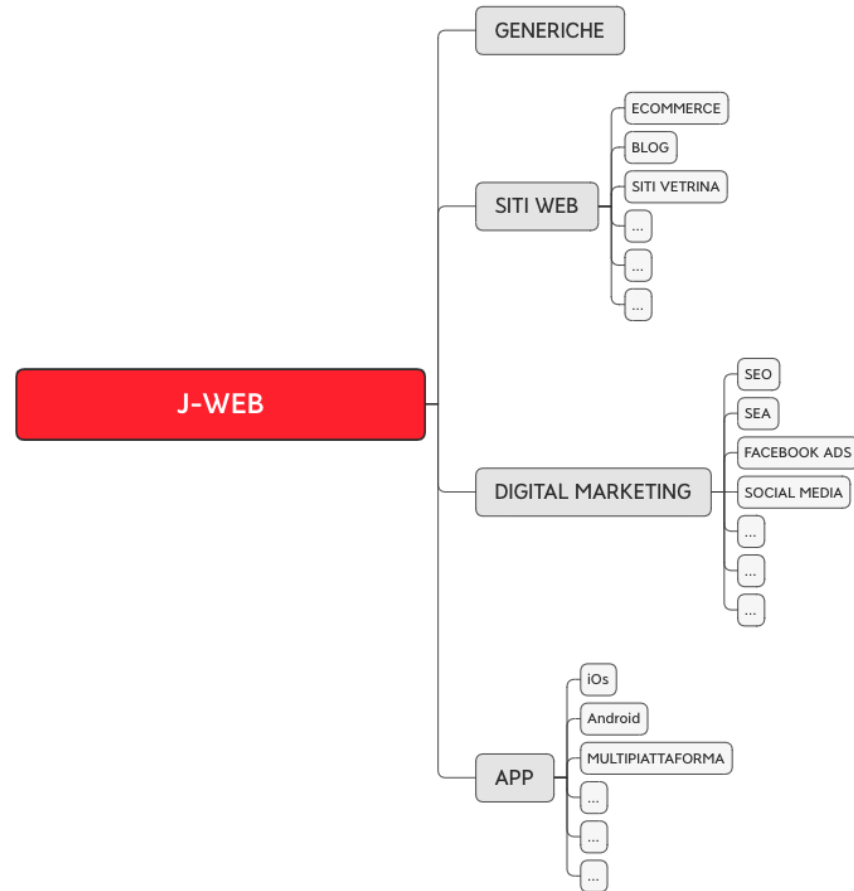 GENERICHE
ECOMMERCE
BLOG
SITI VETRINA
SITI WEB
...
...
...
SEO
SEA
J-WEB
FACEBOOK ADS
DIGITAL MARKETING
SOCIAL MEDIA
...
...
...
iOs
Android
MULTIPIATTAFORMA
APP
...
...
...